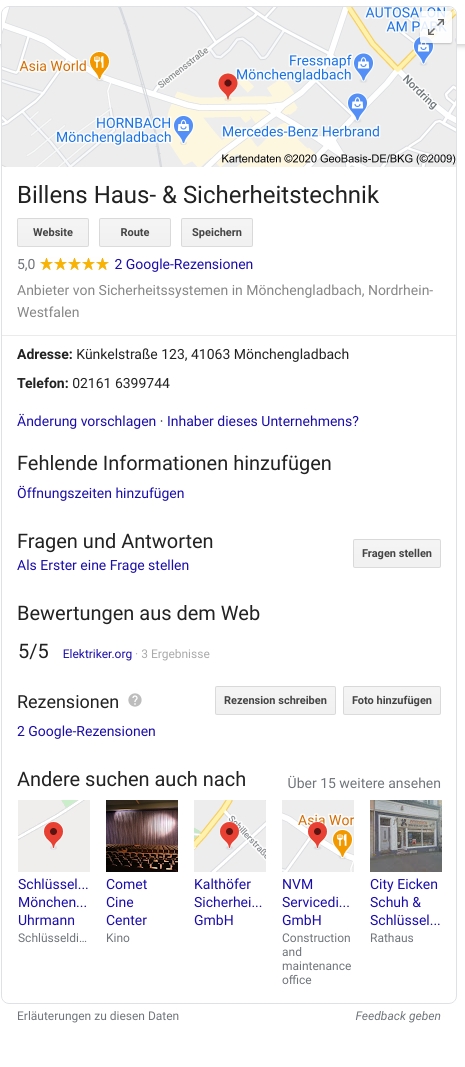 AUTOSALON
AM PARK
Asia World
Siemensstraße
Fressnapf
Mönchengladbach
Nordring
HORNBACH
Mönchengladbach
Mercedes-Benz Herbrand
Kartendaten ©2020 GeoBasis-DE/BKG (©2009)
Billens Haus- & Sicherheitstechnik
Website Route Speichern
5,0 ★★★★★ 2 Google-Rezensionen
Anbieter von Sicherheitssystemen in Mönchengladbach, Nordrhein-
Westfalen
Adresse: Künkelstraße 123, 41063 Mönchengladbach
Telefon: 02161 6399744
Änderung vorschlagen · Inhaber dieses Unternehmens?
Fehlende Informationen hinzufügen
Öffnungszeiten hinzufügen
Fragen und Antworten
Als Erster eine Frage stellen
Fragen stellen
Bewertungen aus dem Web
5/5 Elektriker.org · 3 Ergebnisse
Rezensionen ? Rezension schreiben Foto hinzufügen
2 Google-Rezensionen
Andere suchen auch nach Über 15 weitere ansehen
Schillerstraße
Asia Wor
Schlüssel...
Mönchen...
Uhrmann
Schlüsseldi...
Comet
Cine
Center
Kino
Kalthöfer
Sicherhei...
GmbH
NVM
Servicedi...
GmbH
Construction
and
maintenance
office
City Eicken
Schuh &
Schlüssel...
Rathaus
Erläuterungen zu diesen Daten Feedback geben